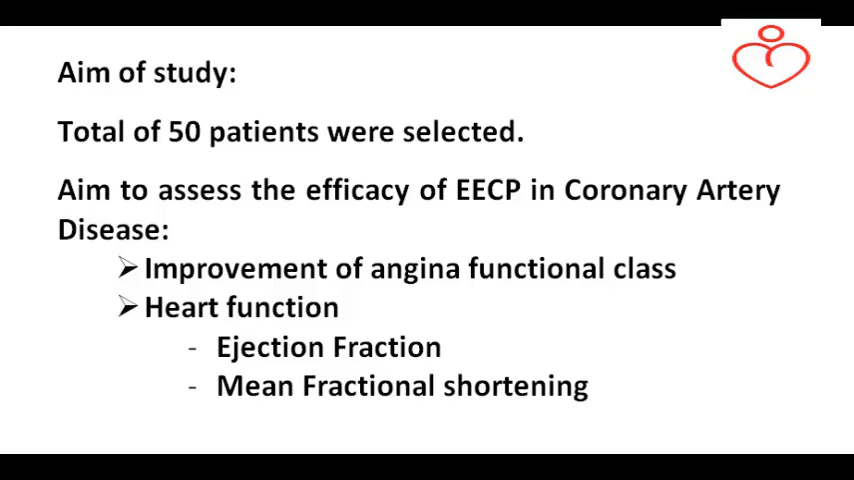 Aim of study:
Total of 50 patients were selected.
Aim to assess the efficacy of EECP in Coronary Artery
Disease:
➢ Improvement of angina functional class
➢ Heart function
- Ejection Fraction
- Mean Fractional shortening